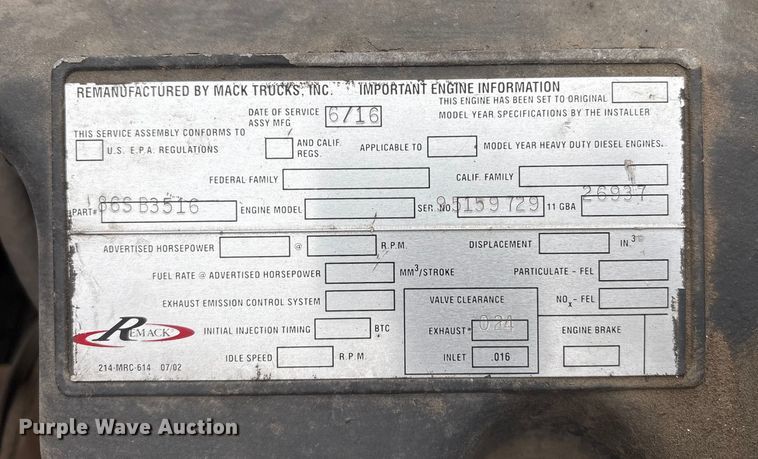 REMANUFACTURED BY MACK TRUCKS, INC. IMPORTANT ENGINE INFORMATION
DATE OF SERVICE ASSY MFG 6/16
THIS ENGINE HAS BEEN SET TO ORIGINAL
MODEL YEAR SPECIFICATIONS BY THE INSTALLER
THIS SERVICE ASSEMBLY CONFORMS TO
U.S. E.P.A. REGULATIONS AND CALIF. REGS. APPLICABLE TO MODEL YEAR HEAVY DUTY DIESEL ENGINES.
FEDERAL FAMILY CALIF. FAMILY
PART# 86SB3516 ENGINE MODEL SER. NO. 95159729 11 GBA 26937
ADVERTISED HORSEPOWER @ R.P.M. DISPLACEMENT IN.3
FUEL RATE @ ADVERTISED HORSEPOWER MM3/STROKE PARTICULATE - FEL
EXHAUST EMISSION CONTROL SYSTEM VALVE CLEARANCE NOx - FEL
REMACK INITIAL INJECTION TIMING BTC EXHAUST 024 ENGINE BRAKE
IDLE SPEED R.P.M. INLET .016
214-MRC-614 07/02
Purple Wave Auction